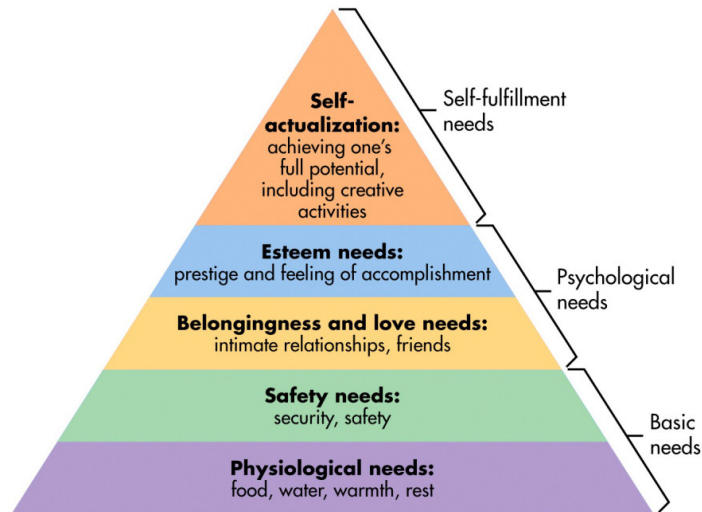 Self-
actualization:
achieving one's
full potential,
including creative
activities
Self-fulfillment
needs
Esteem needs:
prestige and feeling of accomplishment
Psychological
needs
Belongingness and love needs:
intimate relationships, friends
Safety needs:
security, safety
Basic
needs
Physiological needs:
food, water, warmth, rest